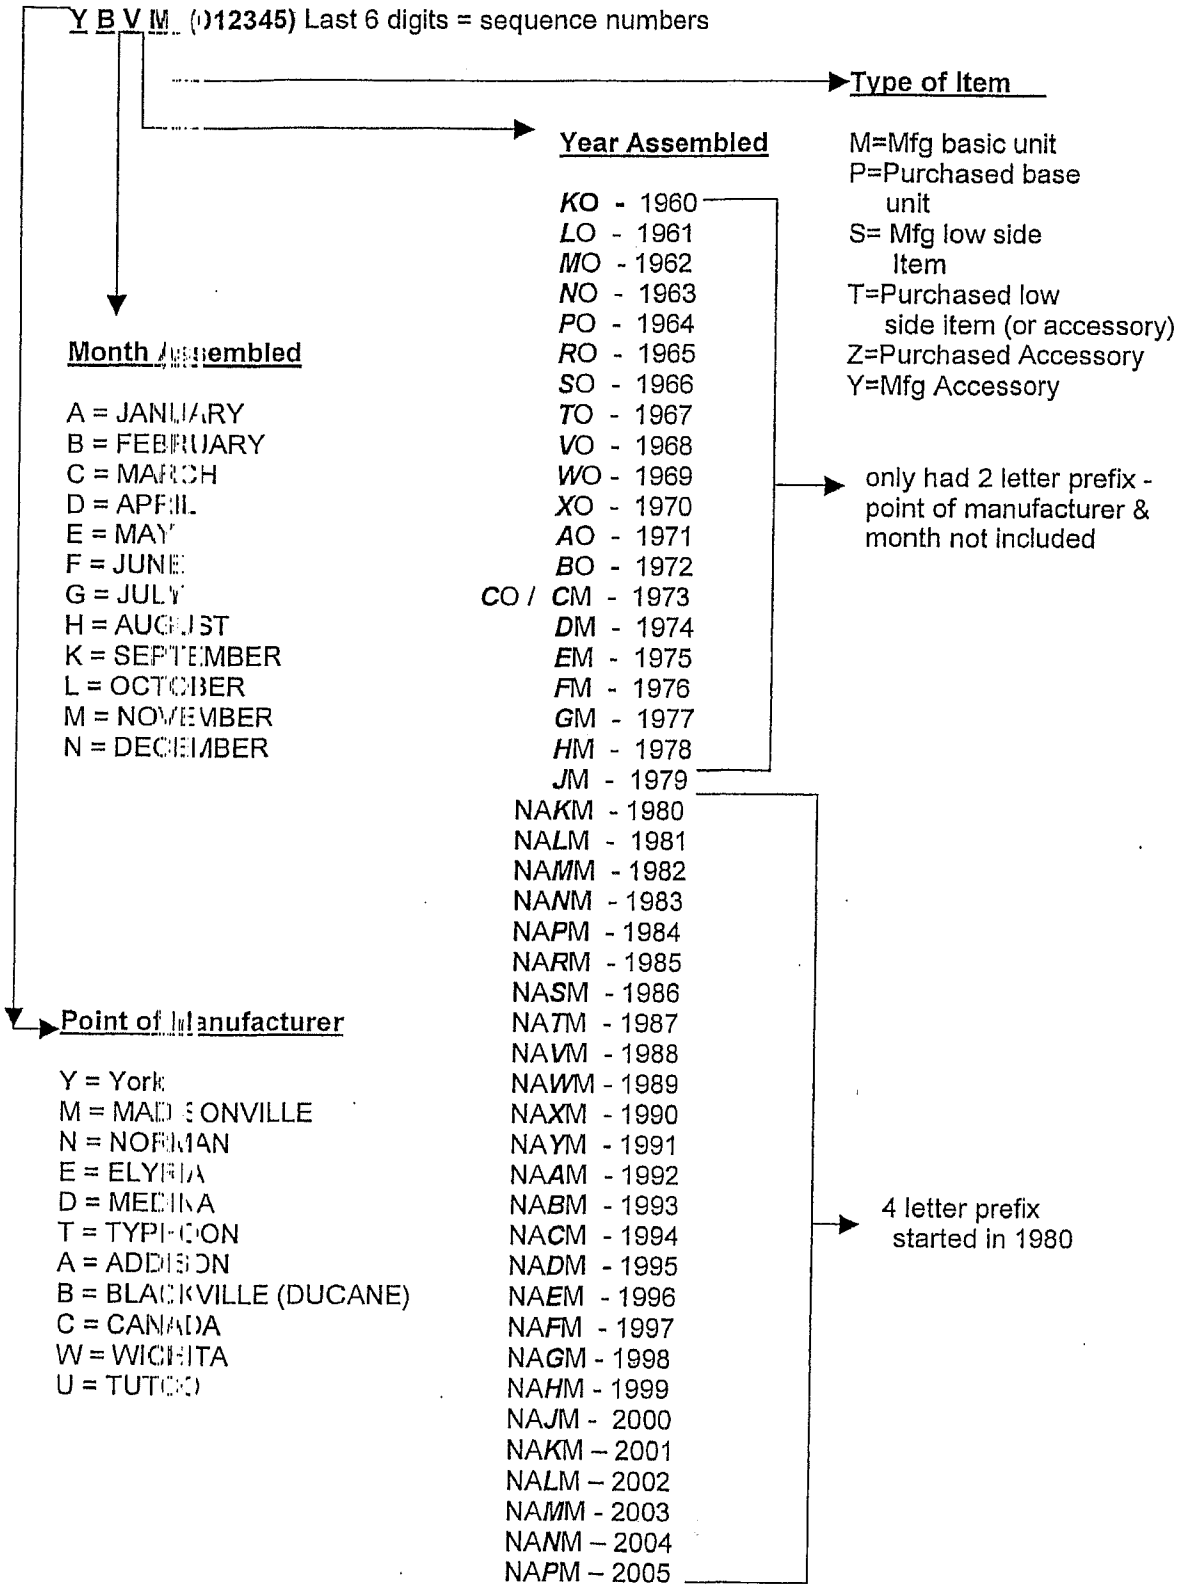 Y B V M (012345) Last 6 digits = sequence numbers
Type of Item
M=Mfg basic unit
P=Purchased base
unit
S= Mfg low side
Item
T=Purchased low
side item (or accessory)
Z=Purchased Accessory
Y=Mfg Accessory
Year Assembled
KO - 1960
LO - 1961
MO - 1962
NO - 1963
PO - 1964
RO - 1965
SO - 1966
TO - 1967
VO - 1968
WO - 1969
XO - 1970
AO - 1971
BO - 1972
CO / CM - 1973
DM - 1974
EM - 1975
FM - 1976
GM - 1977
HM - 1978
JM - 1979
NAKM - 1980
NALM - 1981
NAMM - 1982
NANM - 1983
NAPM - 1984
NARM - 1985
NASM - 1986
NATM - 1987
NAVM - 1988
NAWM - 1989
NAXM - 1990
NAYM - 1991
NAAM - 1992
NABM - 1993
NACM - 1994
NADM - 1995
NAEM - 1996
NAFM - 1997
NAGM - 1998
NAHM - 1999
NAJM - 2000
NAKM – 2001
NALM – 2002
NAMM - 2003
NANM – 2004
NAPM – 2005
only had 2 letter prefix -
point of manufacturer &
month not included
4 letter prefix
started in 1980
Month Assembled
A = JANUARY
B = FEBRUARY
C = MARCH
D = APRIL
E = MAY
F = JUNE
G = JULY
H = AUGUST
K = SEPTEMBER
L = OCTOBER
M = NOVEMBER
N = DECEMBER
Point of Manufacturer
Y = York
M = MADISONVILLE
N = NORMAN
E = ELYRIA
D = MEDINA
T = TYPHOON
A = ADDISON
B = BLACKVILLE (DUCANE)
C = CANADA
W = WICHITA
U = TUTCO